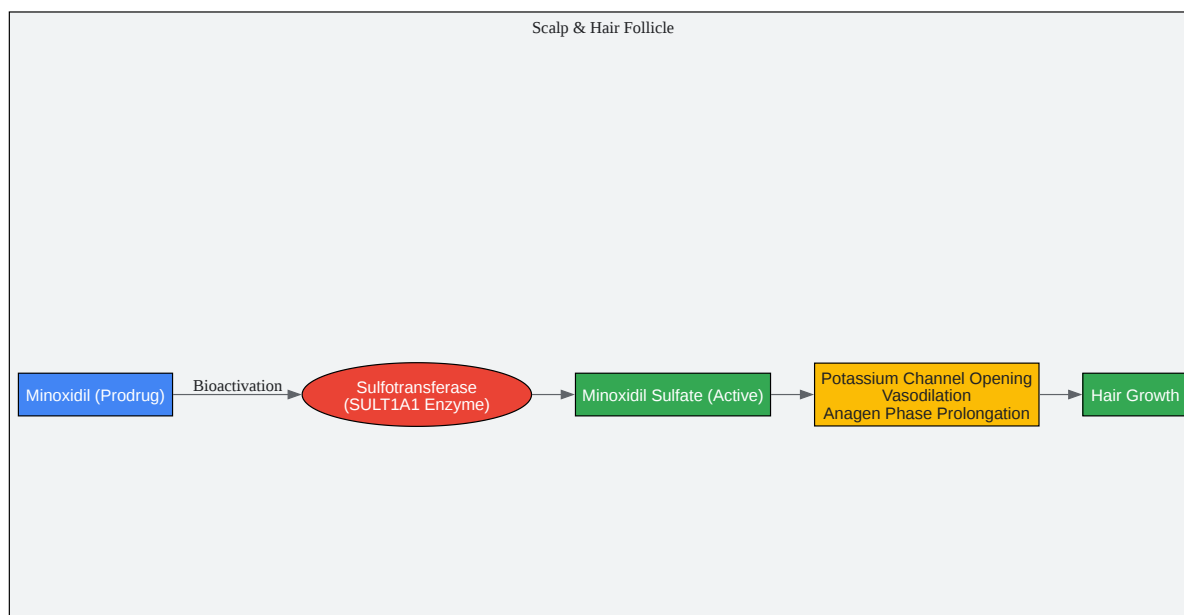 Scalp & Hair Follicle
Minoxidil (Prodrug)
Bioactivation
Sulfotransferase
(SULT1A1 Enzyme)
Minoxidil Sulfate (Active)
Potassium Channel Opening
Vasodilation
Anagen Phase Prolongation
Hair Growth